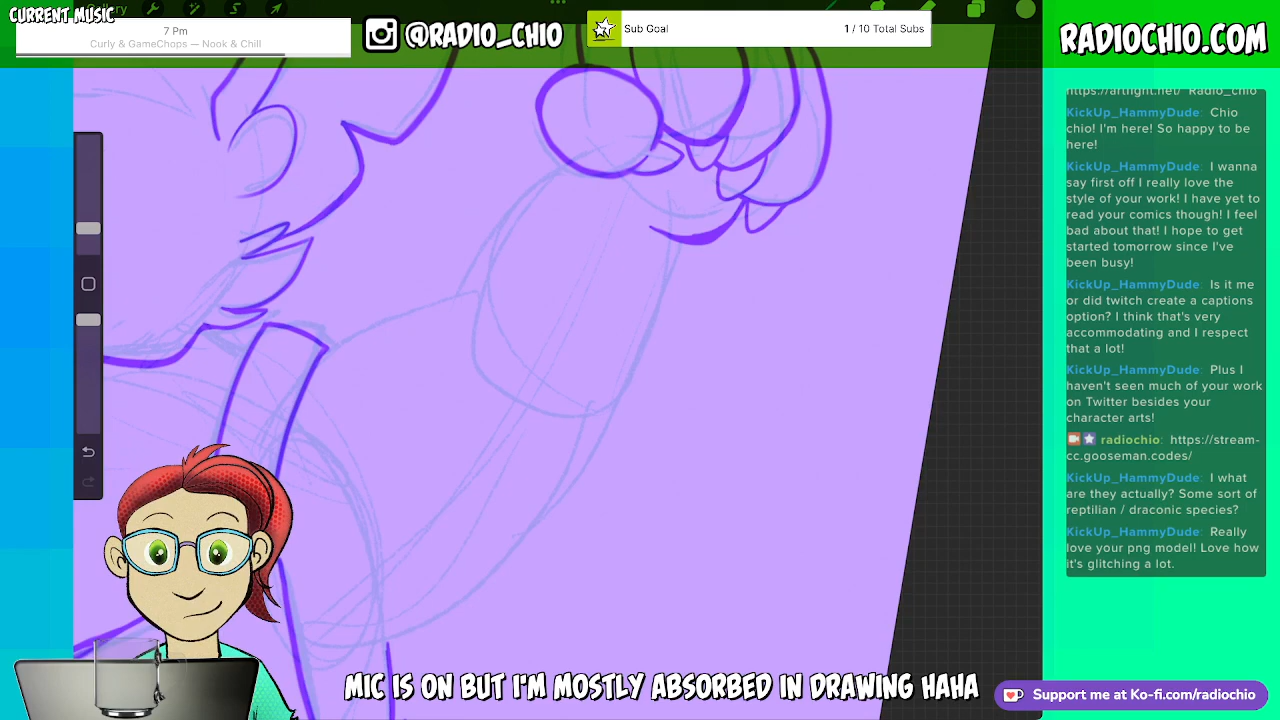 CURRENT MUSIC
Gallery
7 Pm
Curly & GameChops — Nook & Chill
@RADIO_CHIO
Sub Goal
1 / 10 Total Subs
RADIOCHIO.COM
https://artfight.net/~Radio_chio
KickUp_HammyDude: Chio
chio! I'm here! So happy to be
here!
KickUp_HammyDude: I wanna
say first off I really love the
style of your work! I have yet to
read your comics though! I feel
bad about that! I hope to get
started tomorrow since I've
been busy!
KickUp_HammyDude: Is it me
or did twitch create a captions
option? I think that's very
accommodating and I respect
that a lot!
KickUp_HammyDude: Plus I
haven't seen much of your work
on Twitter besides your
character arts!
radiochio: https://stream-
cc.gooseman.codes/
KickUp_HammyDude: I what
are they actually? Some sort of
reptilian / draconic species?
KickUp_HammyDude: Really
love your png model! Love how
it's glitching a lot.
MIC IS ON BUT I'M MOSTLY ABSORBED IN DRAWING HAHA
Support me at Ko-fi.com/radiochio